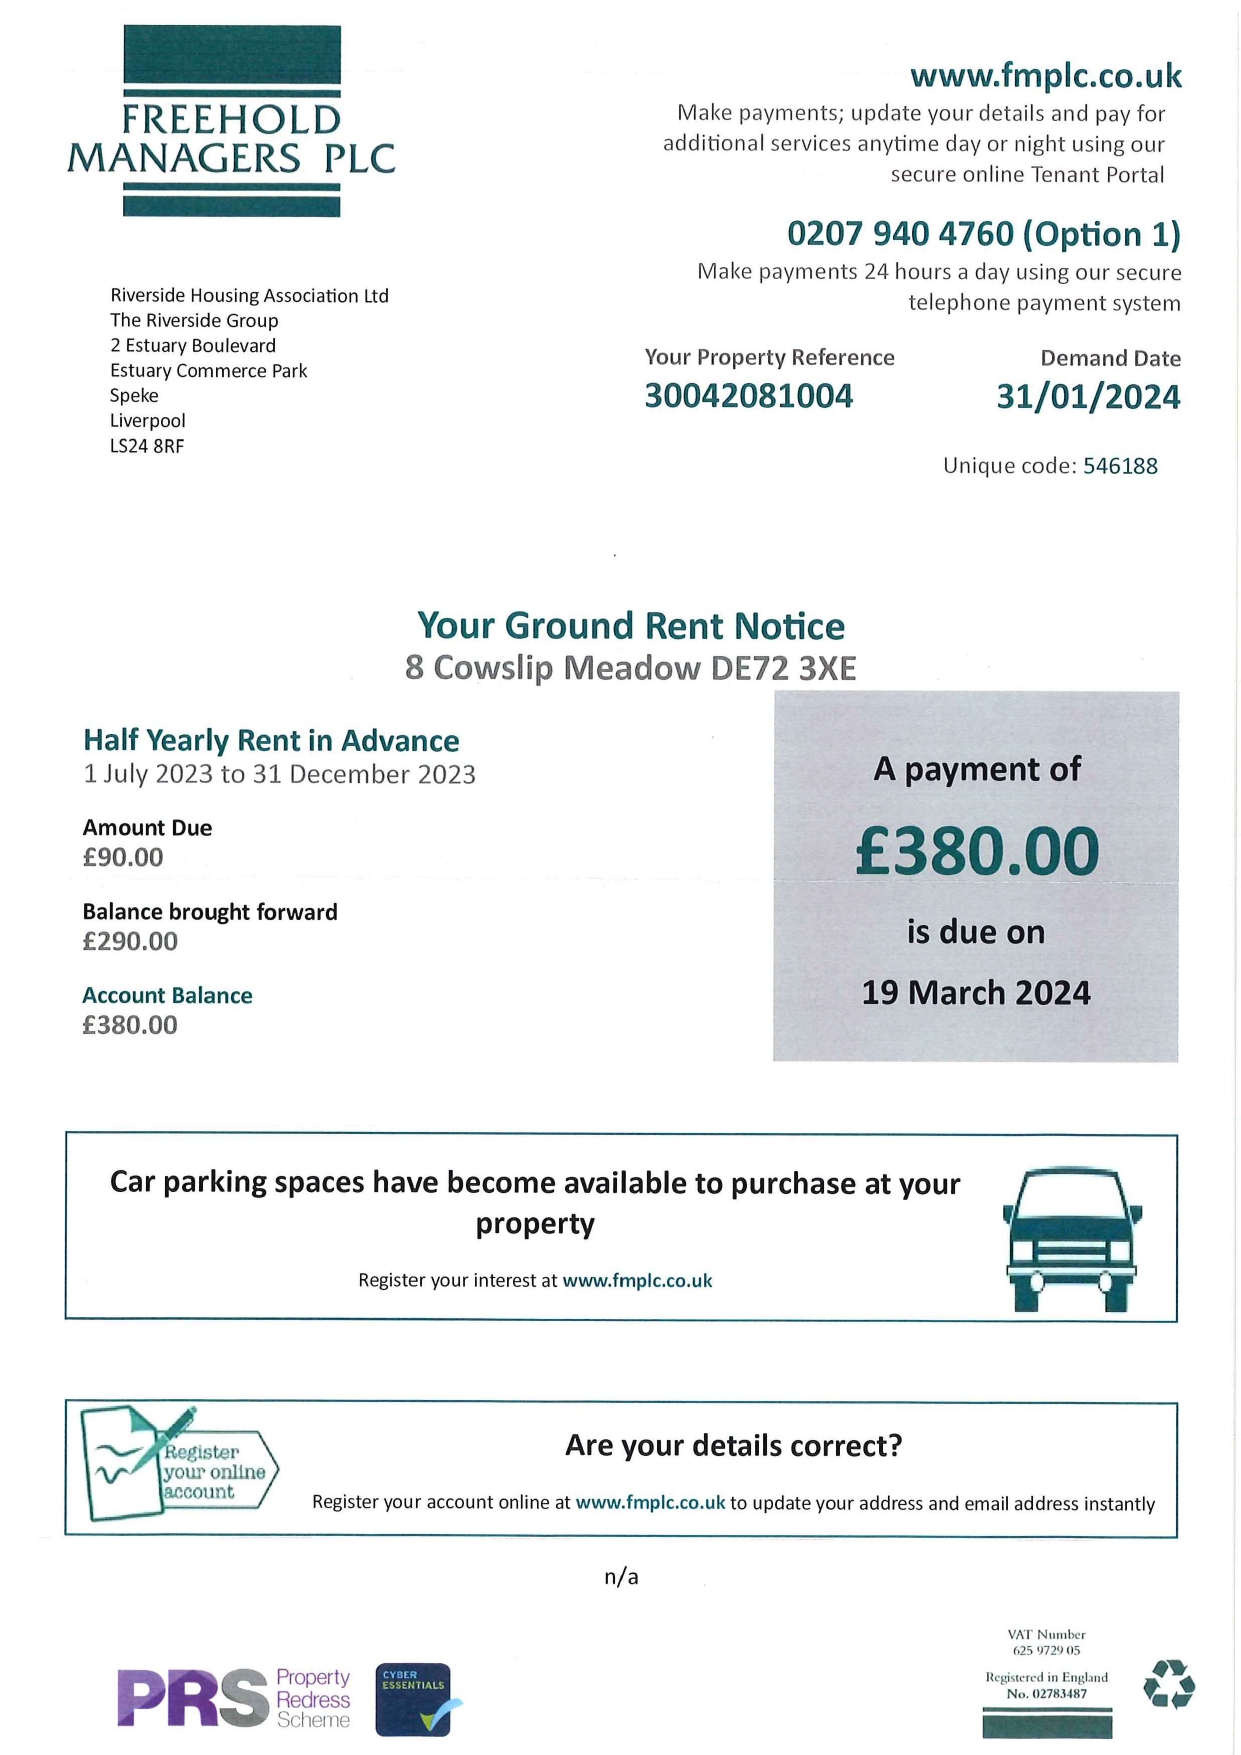 FREEHOLD
MANAGERS PLC
www.fmplc.co.uk
Make payments; update your details and pay for
additional services anytime day or night using our
secure online Tenant Portal
0207 940 4760 (Option 1)
Make payments 24 hours a day using our secure
telephone payment system
Riverside Housing Association Ltd
The Riverside Group
2 Estuary Boulevard
Estuary Commerce Park
Speke
Liverpool
LS24 8RF
Your Property Reference
30042081004
Demand Date
31/01/2024
Unique code: 546188
Your Ground Rent Notice
8 Cowslip Meadow DE72 3XE
Half Yearly Rent in Advance
1 July 2023 to 31 December 2023
Amount Due
£90.00
Balance brought forward
£290.00
Account Balance
£380.00
A payment of
£380.00
is due on
19 March 2024
Car parking spaces have become available to purchase at your
property
Register your interest at www.fmplc.co.uk
Register
your online
account
Are your details correct?
Register your account online at www.fmplc.co.uk to update your address and email address instantly
n/a
PRS Property
Redress
Scheme
CYBER
ESSENTIALS
VAT Number
625 9729 05
Registered in England
No. 02783487